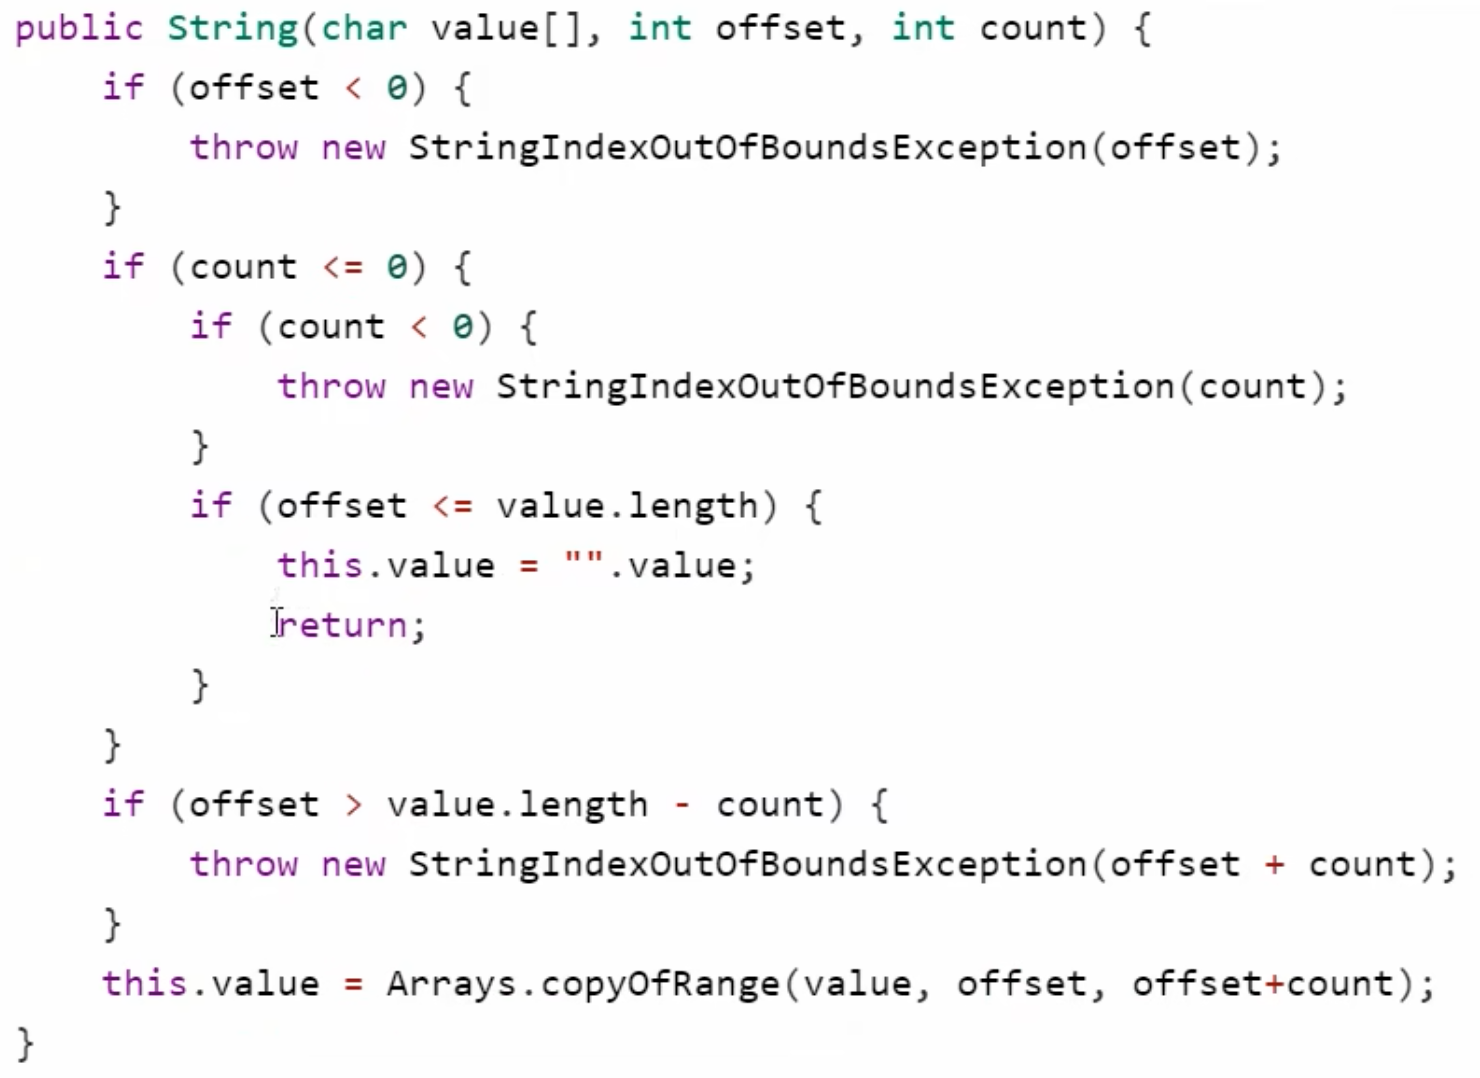 public String(char value[], int offset, int count) {
    if (offset < 0) {
        throw new StringIndexOutOfBoundsException(offset);
    }
    if (count <= 0) {
        if (count < 0) {
            throw new StringIndexOutOfBoundsException(count);
        }
        if (offset <= value.length) {
            this.value = "".value;
            return;
        }
    }
    if (offset > value.length - count) {
        throw new StringIndexOutOfBoundsException(offset + count);
    }
    this.value = Arrays.copyOfRange(value, offset, offset+count);
}